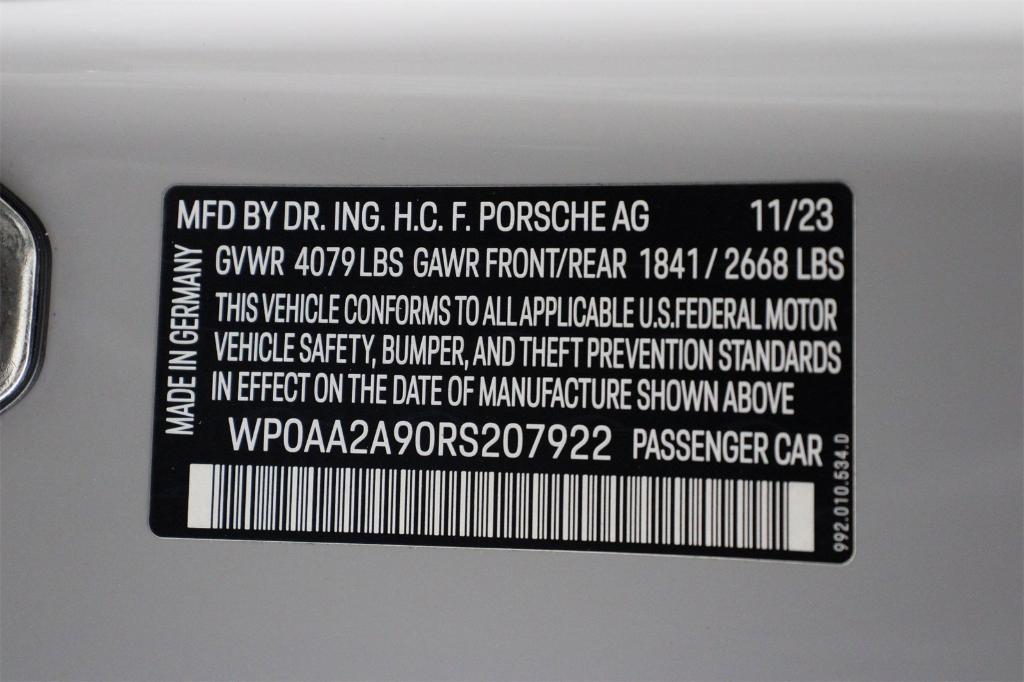 MFD BY DR. ING. H.C. F. PORSCHE AG 11/23
GVWR 4079 LBS GAWR FRONT/REAR 1841 / 2668 LBS
THIS VEHICLE CONFORMS TO ALL APPLICABLE U.S.FEDERAL MOTOR
VEHICLE SAFETY, BUMPER, AND THEFT PREVENTION STANDARDS
IN EFFECT ON THE DATE OF MANUFACTURE SHOWN ABOVE
WP0AA2A90RS207922 PASSENGER CAR
MADE IN GERMANY
992.010.534.0